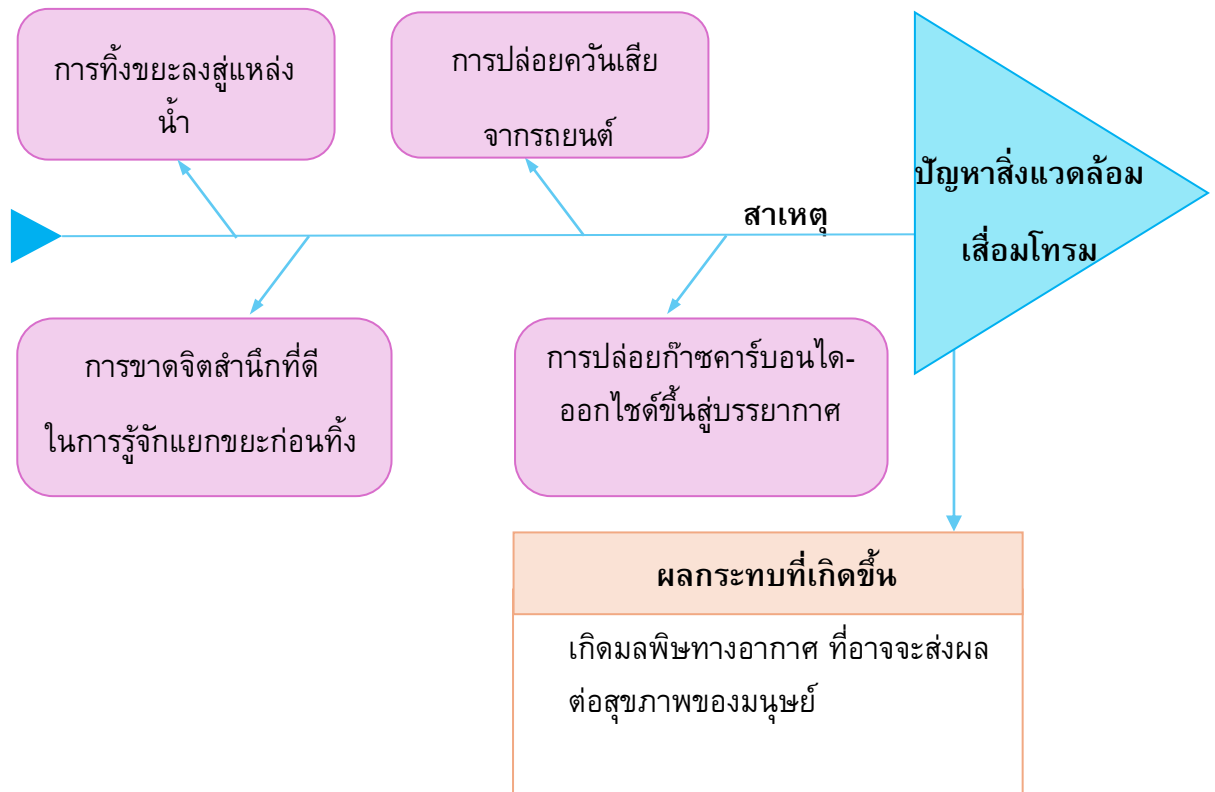 การทิ้งขยะลงสู่แหล่ง
น้ำ
การปล่อยควันเสีย
จากรถยนต์
สาเหตุ
ปัญหาสิ่งแวดล้อม
เสื่อมโทรม
การขาดจิตสำนึกที่ดี
ในการรู้จักแยกขยะก่อนทิ้ง
การปล่อยก๊าซคาร์บอนได-
ออกไซด์ขึ้นสู่บรรยากาศ
ผลกระทบที่เกิดขึ้น
เกิดมลพิษทางอากาศ ที่อาจจะส่งผล
ต่อสุขภาพของมนุษย์